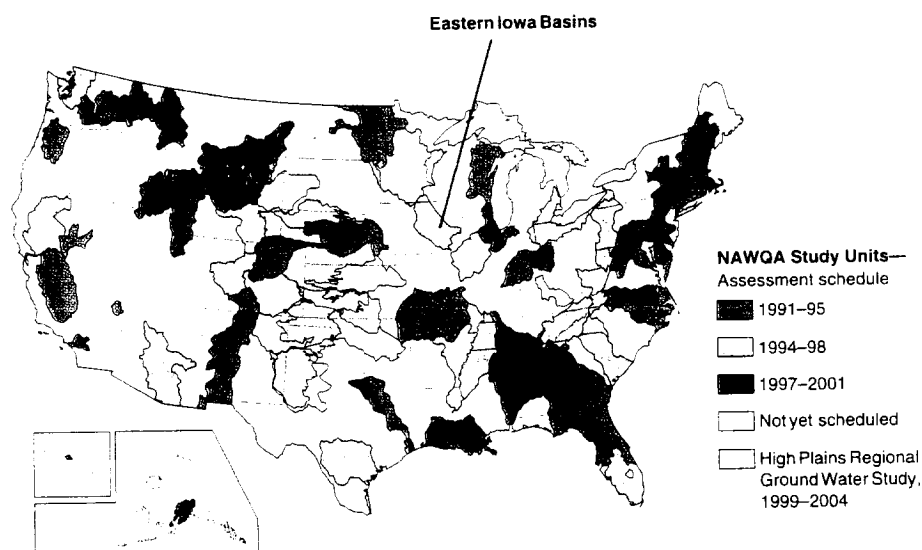 Eastern Iowa Basins
NAWQA Study Units—
Assessment schedule
1991–95
1994–98
1997–2001
Not yet scheduled
High Plains Regional
Ground Water Study,
1999–2004